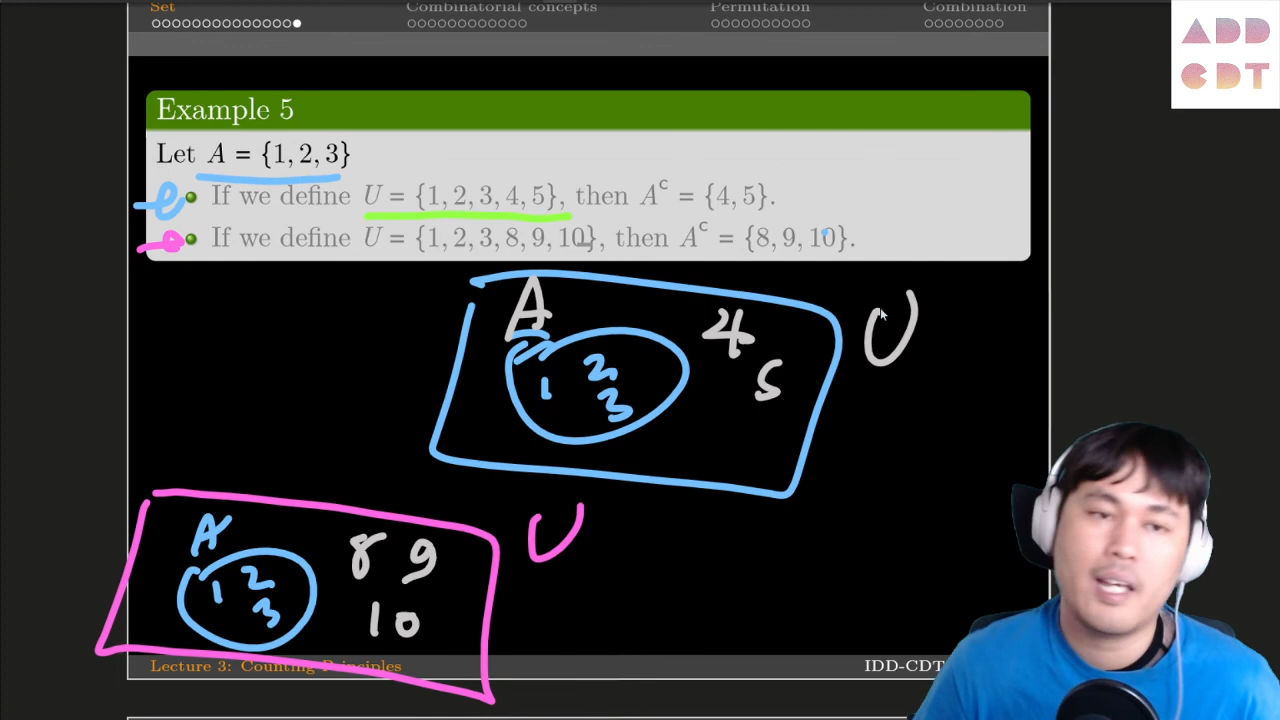 Set Combinatorial concepts Permutation Combination
ADD
CDT
Example 5
Let A = {1, 2, 3}
If we define U = {1, 2, 3, 4, 5}, then Aᶜ = {4, 5}.
If we define U = {1, 2, 3, 8, 9, 10}, then Aᶜ = {8, 9, 10}.
A
U
4
2
1
5
3
U
A
8 9
1 2
3
10
Lecture 3: Counting Principles IDD-CDT